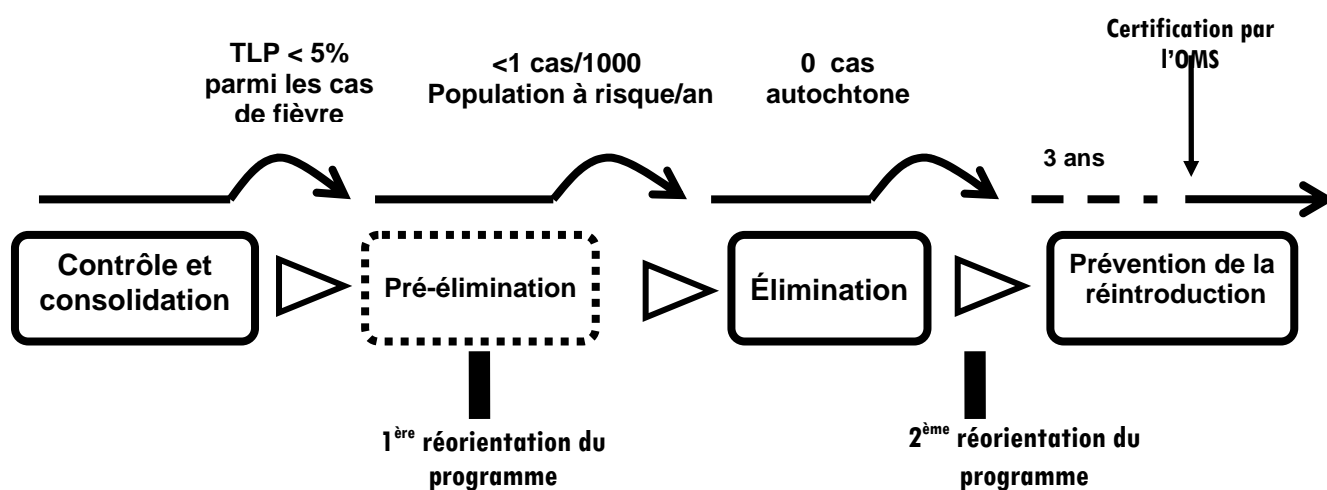 TLP < 5%
parmi les cas
de fièvre
<1 cas/1000
Population à risque/an
0 cas
autochtone
Certification par
l'OMS
3 ans
Contrôle et
consolidation
Pré-élimination
Élimination
Prévention de la
réintroduction
1ère réorientation du
programme
2ème réorientation du
programme